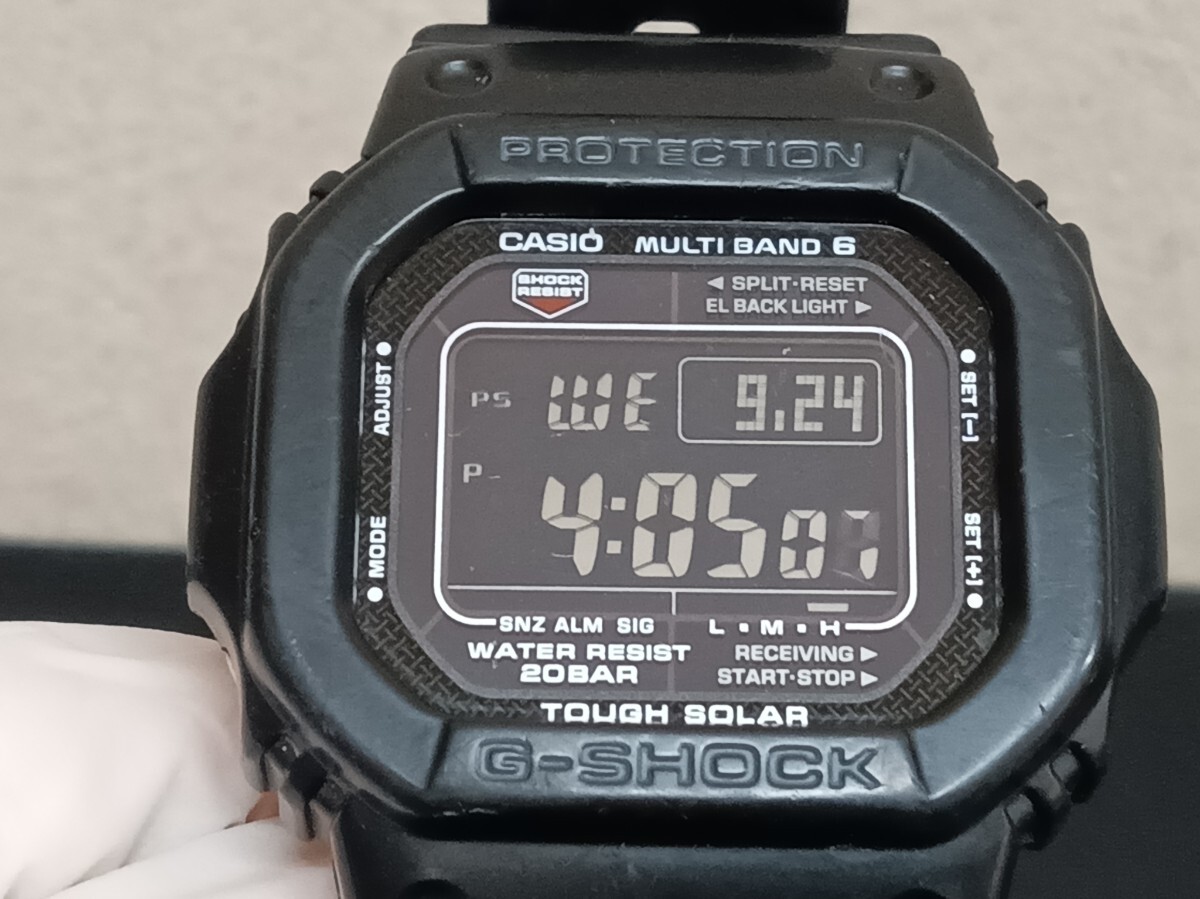 PROTECTION
CASIO MULTI BAND 6
SHOCK RESIST
◄ SPLIT·RESET
EL BACK LIGHT ►
ADJUST
MODE
SET [−]
SET [+]
PS WE 9.24
P
4:05 01
SNZ ALM SIG L • M • H
WATER RESIST
20BAR
RECEIVING ►
START·STOP ►
TOUGH SOLAR
G-SHOCK